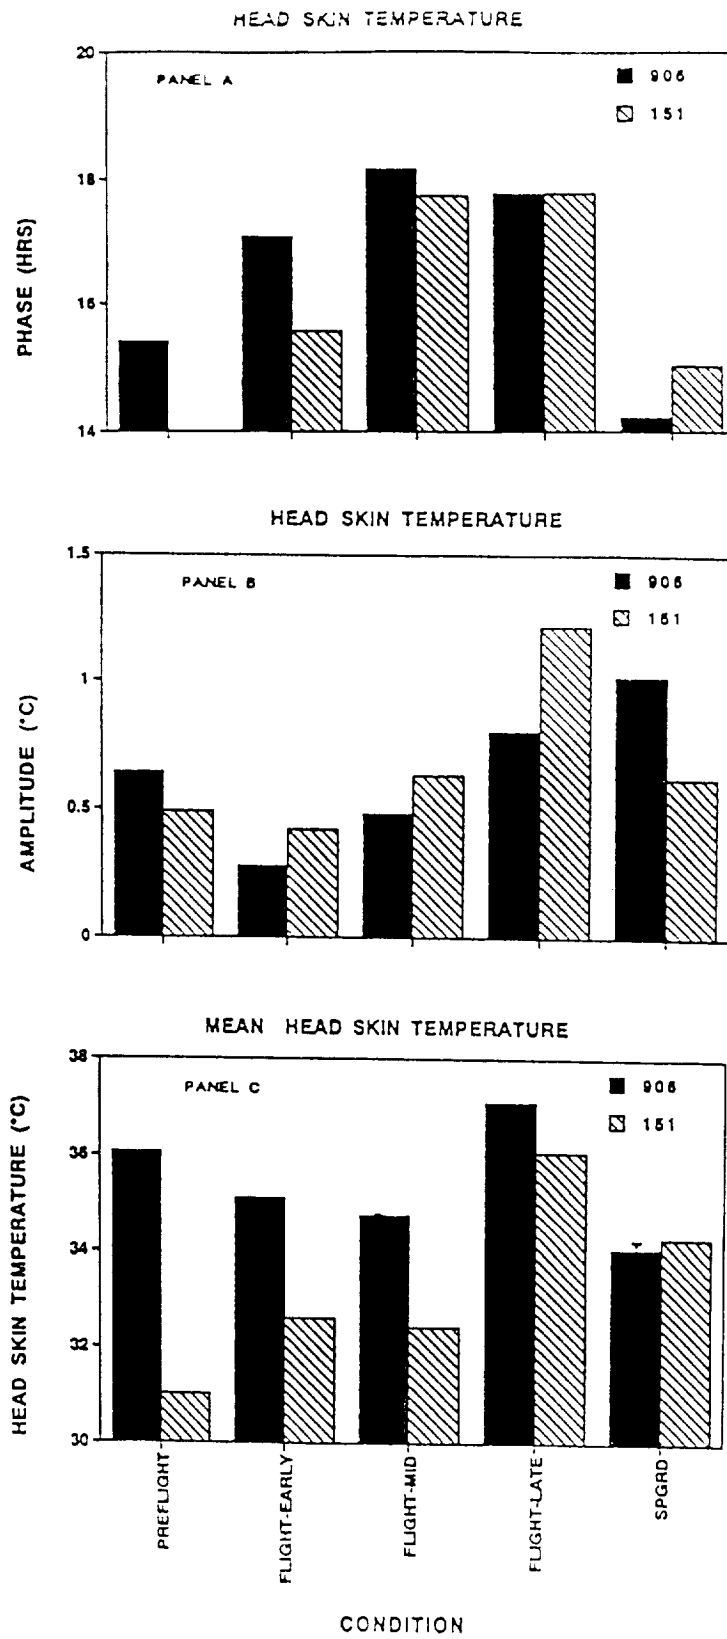 HEAD SKIN TEMPERATURE
PANEL A
906
151
20
18
16
14
PHASE (HRS)
HEAD SKIN TEMPERATURE
PANEL B
906
151
1.5
1
0.5
0
AMPLITUDE (°C)
MEAN HEAD SKIN TEMPERATURE
PANEL C
906
151
38
36
34
32
30
HEAD SKIN TEMPERATURE (°C)
PREFLIGHT
FLIGHT-EARLY
FLIGHT-MID
FLIGHT-LATE
SPGRD
CONDITION